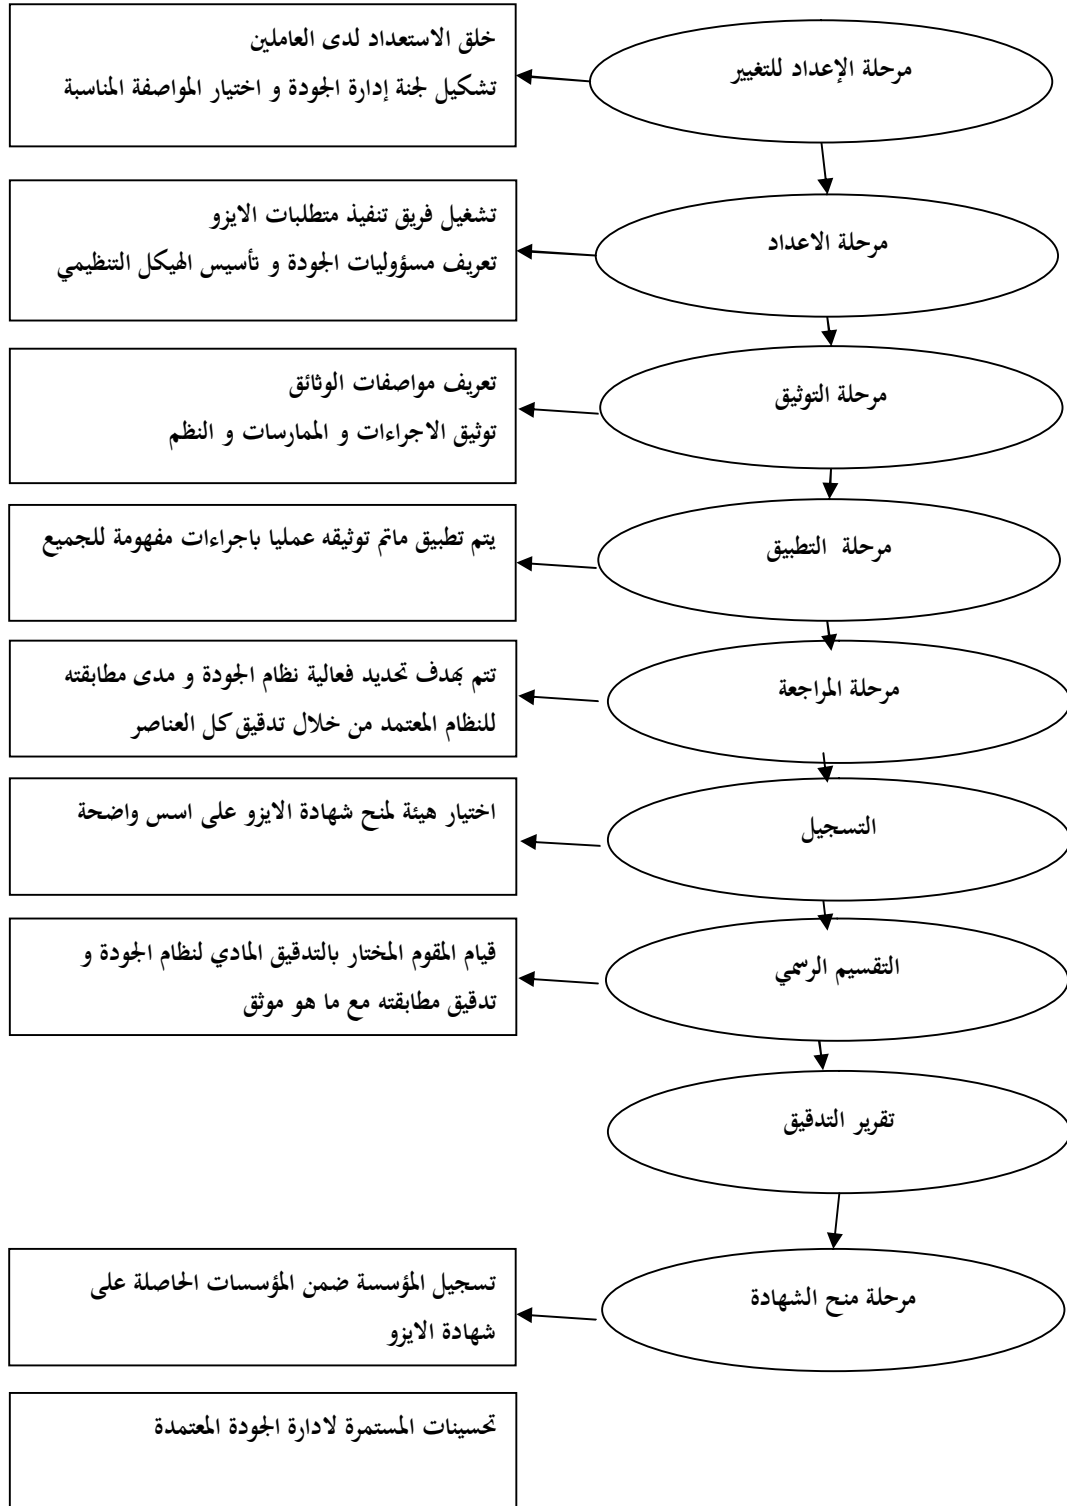 مرحلة الإعداد للتغيير
خلق الاستعداد لدى العاملين
تشكيل لجنة إدارة الجودة و اختيار المواصفة المناسبة
مرحلة الاعداد
تشغيل فريق تنفيذ متطلبات الايزو
تعريف مسؤوليات الجودة و تأسيس الهيكل التنظيمي
مرحلة التوثيق
تعريف مواصفات الوثائق
توثيق الاجراءات و الممارسات و النظم
مرحلة التطبيق
يتم تطبيق ماتم توثيقه عمليا باجراءات مفهومة للجميع
مرحلة المراجعة
تتم بهدف تحديد فعالية نظام الجودة و مدى مطابقته
للنظام المعتمد من خلال تدقيق كل العناصر
التسجيل
اختيار هيئة لمنح شهادة الايزو على اسس واضحة
التقسيم الرسمي
قيام المقوم المختار بالتدقيق المادي لنظام الجودة و
تدقيق مطابقته مع ما هو موثق
تقرير التدقيق
مرحلة منح الشهادة
تسجيل المؤسسة ضمن المؤسسات الحاصلة على
شهادة الايزو
تحسينات المستمرة لادارة الجودة المعتمدة